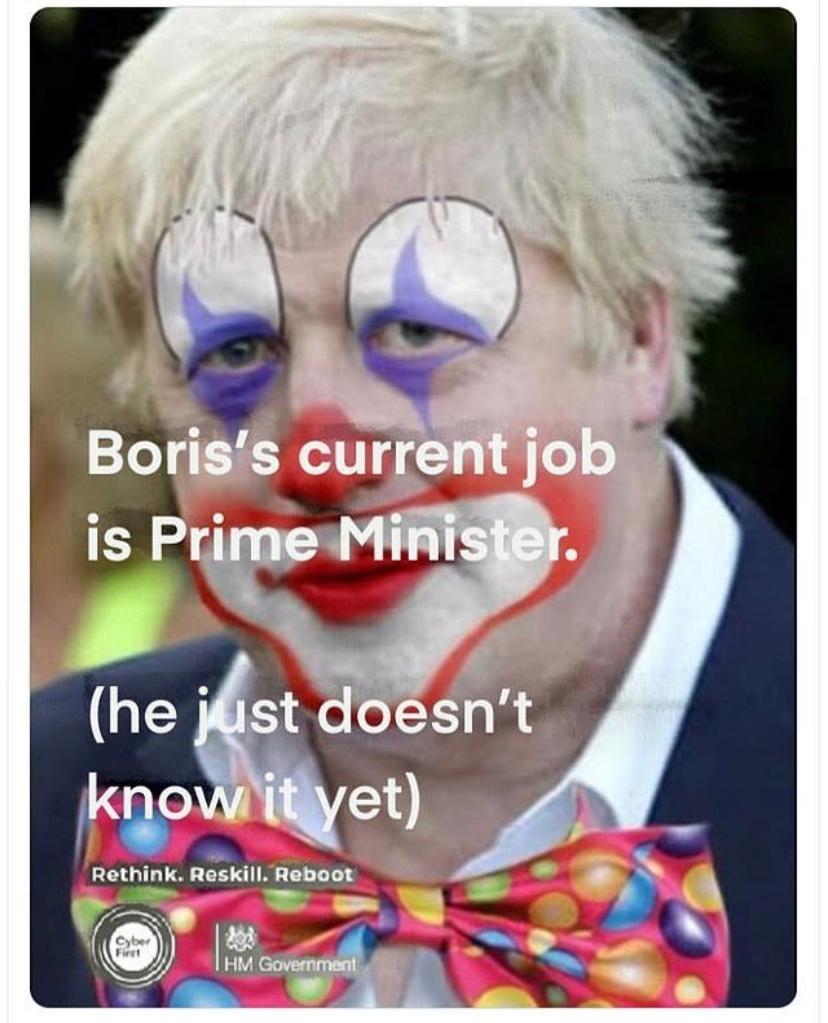 Boris’s current job
is Prime Minister.
(he just doesn’t
know it yet)
Rethink. Reskill. Reboot
Cyber
First
HM Government